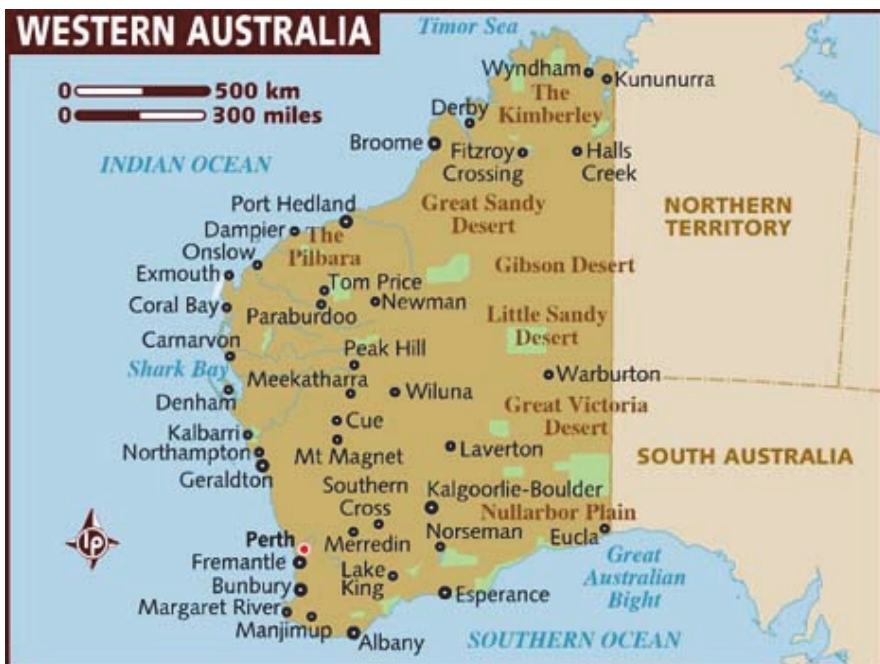 WESTERN AUSTRALIA
Timor Sea
0 500 km
0 300 miles
Wyndham
Kununurra
The
Kimberley
Derby
Broome
Fitzroy
Crossing
Halls
Creek
INDIAN OCEAN
Port Hedland
Great Sandy
Desert
NORTHERN
TERRITORY
Dampier
The
Pilbara
Onslow
Exmouth
Gibson Desert
Tom Price
Coral Bay
Paraburdoo
Newman
Little Sandy
Desert
Carnarvon
Peak Hill
Shark Bay
Meekatharra
Wiluna
Warburton
Denham
Great Victoria
Desert
Cue
Kalbarri
Northampton
Mt Magnet
Laverton
SOUTH AUSTRALIA
Geraldton
Southern
Cross
Kalgoorlie-Boulder
Nullarbor Plain
Perth
Merredin
Norseman
Eucla
Fremantle
Lake
King
Great
Australian
Bight
Bunbury
Esperance
Margaret River
Manjimup
Albany
SOUTHERN OCEAN
lp